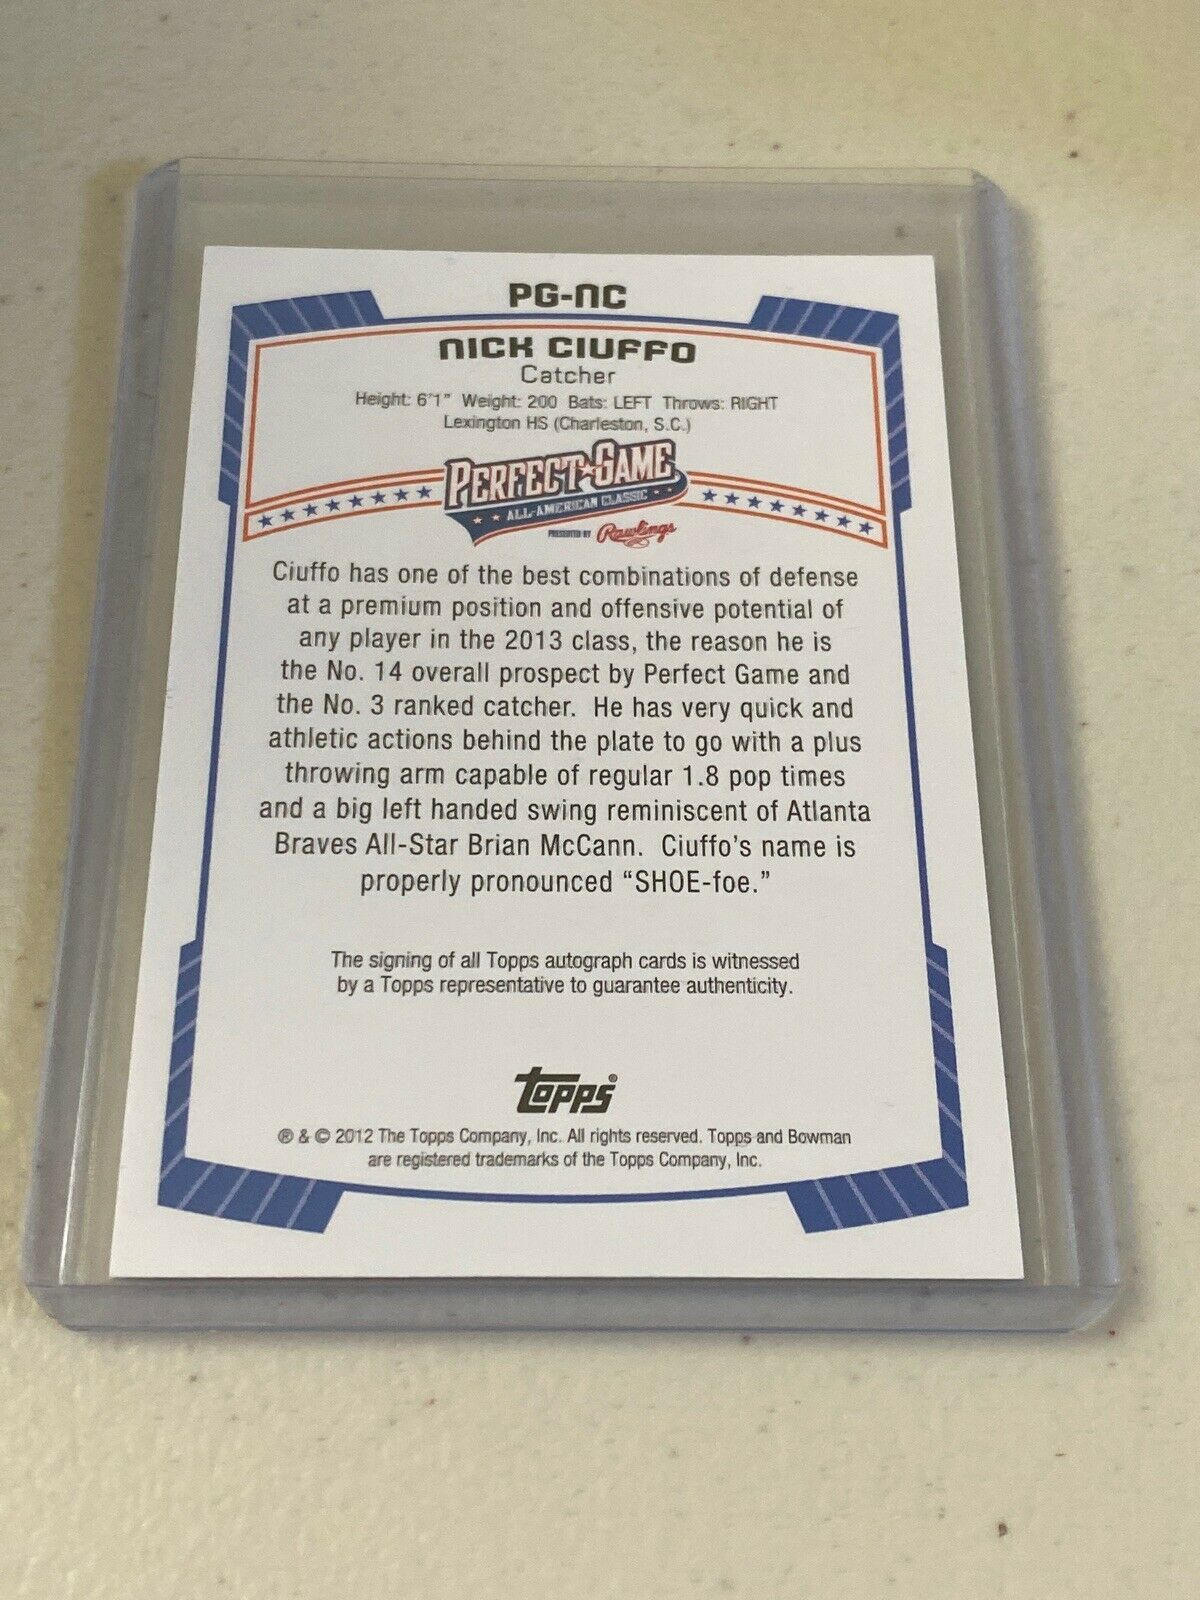 PG-NC
NICK CIUFFO
Catcher
Height: 6'1" Weight: 200 Bats: LEFT Throws: RIGHT
Lexington HS (Charleston, S.C.)
PERFECT GAME
ALL-AMERICAN CLASSIC
PRESENTED BY Rawlings
Ciuffo has one of the best combinations of defense
at a premium position and offensive potential of
any player in the 2013 class, the reason he is
the No. 14 overall prospect by Perfect Game and
the No. 3 ranked catcher. He has very quick and
athletic actions behind the plate to go with a plus
throwing arm capable of regular 1.8 pop times
and a big left handed swing reminiscent of Atlanta
Braves All-Star Brian McCann. Ciuffo's name is
properly pronounced “SHOE-foe.”
The signing of all Topps autograph cards is witnessed
by a Topps representative to guarantee authenticity.
topps®
® & © 2012 The Topps Company, Inc. All rights reserved. Topps and Bowman
are registered trademarks of the Topps Company, Inc.